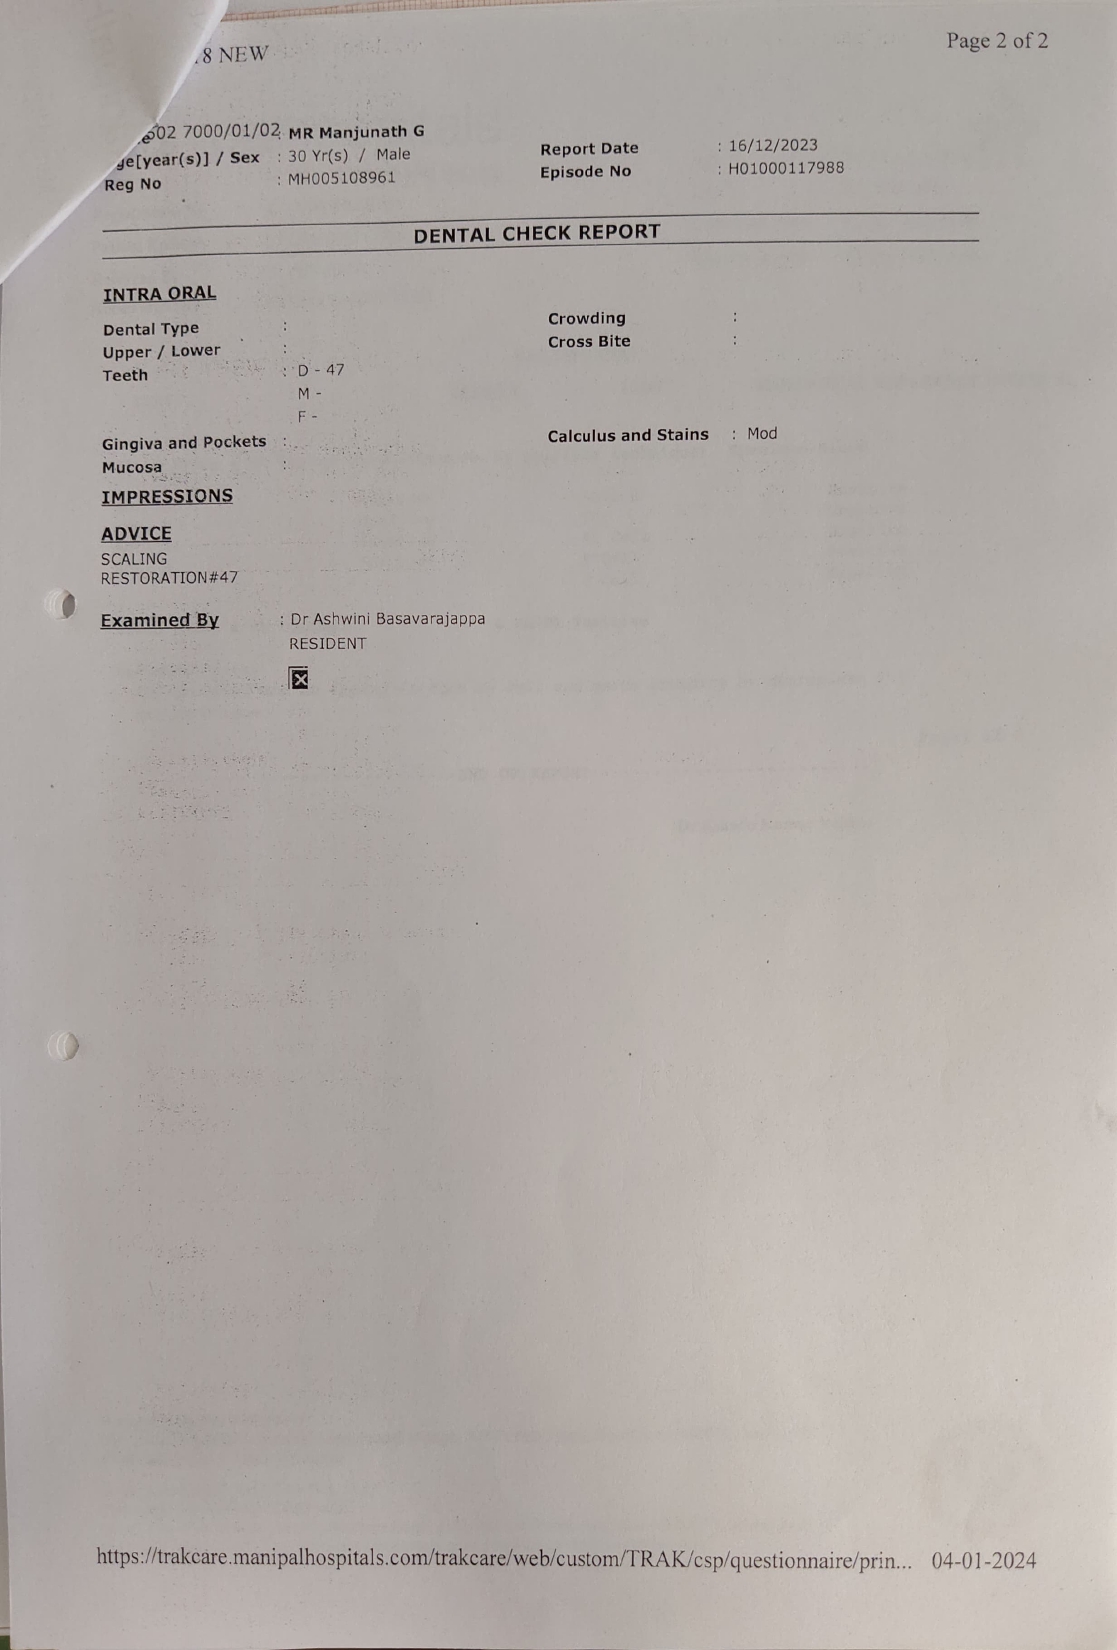 8 NEW
Page 2 of 2
02 7000/01/02 MR Manjunath G
ge[year(s)] / Sex : 30 Yr(s) / Male
Reg No : MH005108961
Report Date : 16/12/2023
Episode No : H01000117988
DENTAL CHECK REPORT
INTRA ORAL
Dental Type :
Crowding :
Upper / Lower :
Cross Bite :
Teeth : D - 47
M -
F -
Gingiva and Pockets :
Calculus and Stains : Mod
Mucosa :
IMPRESSIONS
ADVICE
SCALING
RESTORATION#47
Examined By : Dr Ashwini Basavarajappa
RESIDENT
https://trakcare.manipalhospitals.com/trakcare/web/custom/TRAK/csp/questionnaire/prin... 04-01-2024